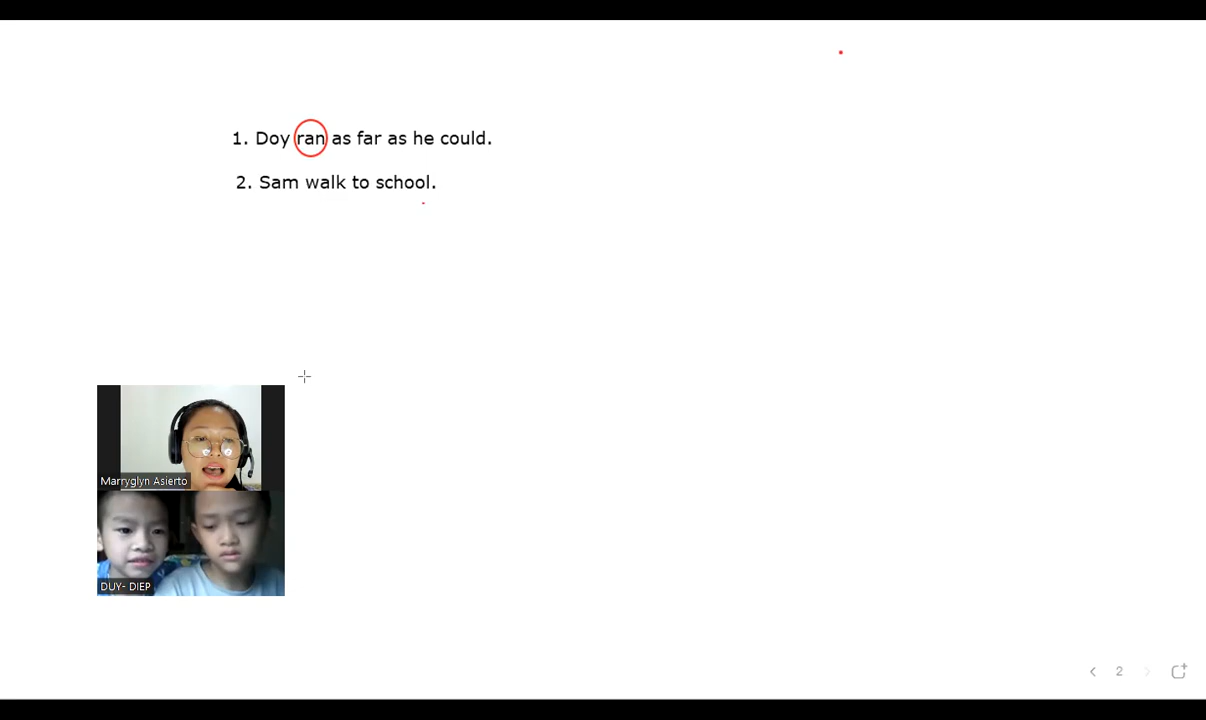 1. Doy ran as far as he could.
2. Sam walk to school.
Marryglyn Asierto
DUY- DIEP
2